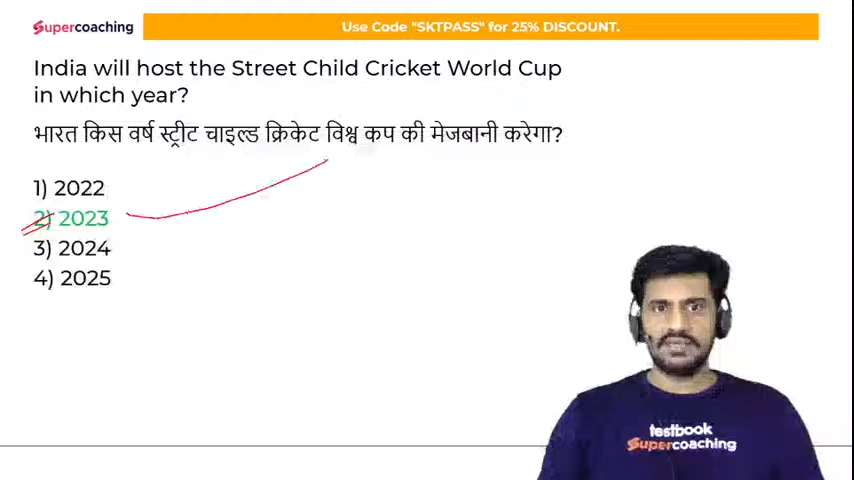 Supercoaching
Use Code "SKTPASS" for 25% DISCOUNT.
India will host the Street Child Cricket World Cup
in which year?
भारत किस वर्ष स्ट्रीट चाइल्ड क्रिकेट विश्व कप की मेजबानी करेगा?
1) 2022
2) 2023
3) 2024
4) 2025
testbook
Supercoaching